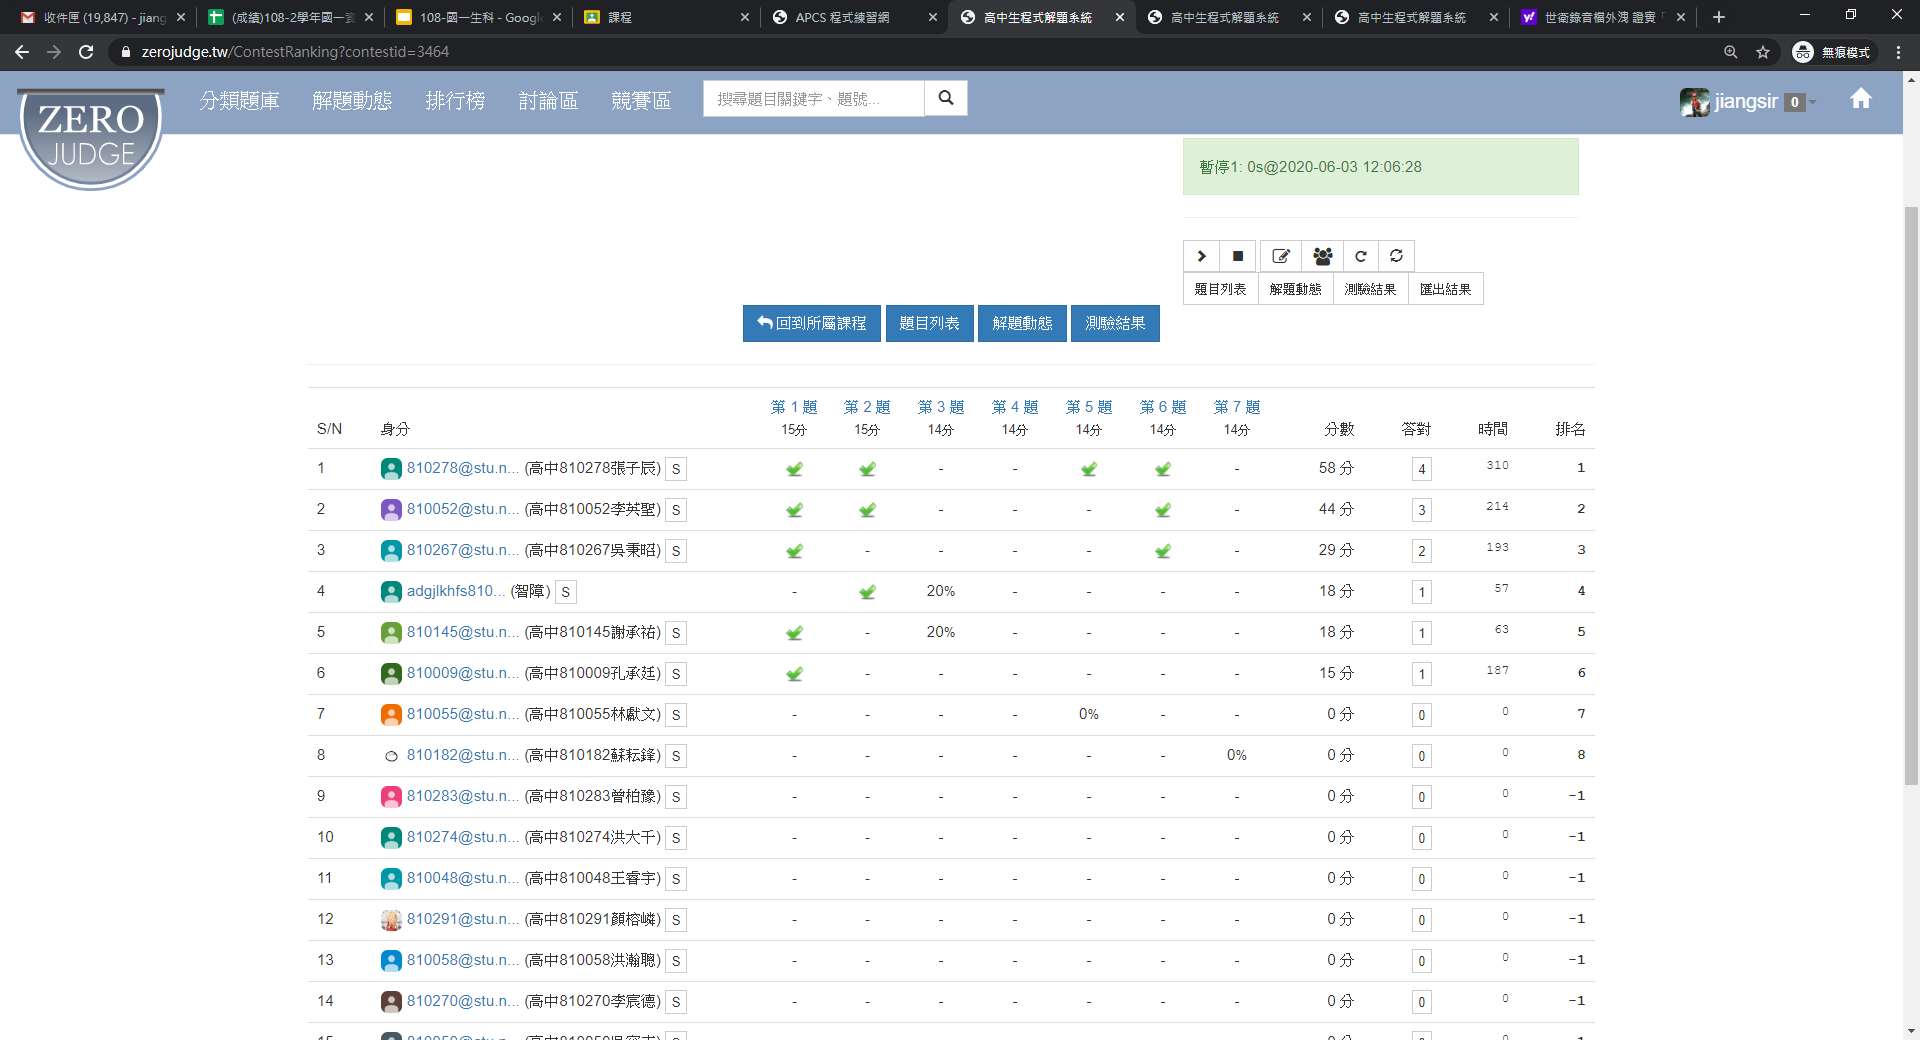 收件匣 (19,847) - jiang
(成績)108-2學年國一資
108-國一生科 - Google
課程
APCS 程式練習網
高中生程式解題系統
高中生程式解題系統
高中生程式解題系統
世衛錄音檔外洩 證實「
zerojudge.tw/ContestRanking?contestid=3464
無痕模式
ZERO
JUDGE
分類題庫 解題動態 排行榜 討論區 競賽區
搜尋題目關鍵字、題號...
jiangsir 0
暫停1: 0s@2020-06-03 12:06:28
題目列表 解題動態 測驗結果 匯出結果
回到所屬課程 題目列表 解題動態 測驗結果
第 1 題 第 2 題 第 3 題 第 4 題 第 5 題 第 6 題 第 7 題
S/N 身分 15分 15分 14分 14分 14分 14分 14分 分數 答對 時間 排名
1 810278@stu.n... (高中810278張子辰) S - - - 58 分 4 310 1
2 810052@stu.n... (高中810052李英聖) S - - - - 44 分 3 214 2
3 810267@stu.n... (高中810267吳秉昭) S - - - - - 29 分 2 193 3
4 adgjlkhfs810... (智障) S - 20% - - - - 18 分 1 57 4
5 810145@stu.n... (高中810145謝承祐) S - 20% - - - - 18 分 1 63 5
6 810009@stu.n... (高中810009孔承廷) S - - - - - - 15 分 1 187 6
7 810055@stu.n... (高中810055林獻文) S - - - - 0% - - 0 分 0 0 7
8 810182@stu.n... (高中810182蘇耘鋒) S - - - - - - 0% 0 分 0 0 8
9 810283@stu.n... (高中810283曾柏豫) S - - - - - - - 0 分 0 0 -1
10 810274@stu.n... (高中810274洪大千) S - - - - - - - 0 分 0 0 -1
11 810048@stu.n... (高中810048王睿宇) S - - - - - - - 0 分 0 0 -1
12 810291@stu.n... (高中810291顏榕嶙) S - - - - - - - 0 分 0 0 -1
13 810058@stu.n... (高中810058洪瀚聰) S - - - - - - - 0 分 0 0 -1
14 810270@stu.n... (高中810270李宸德) S - - - - - - - 0 分 0 0 -1